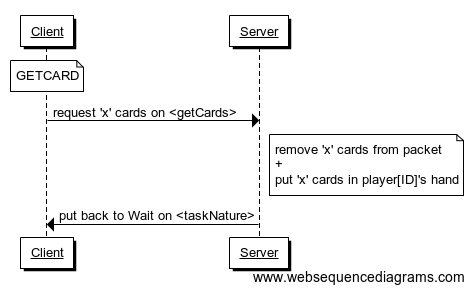 Client Server
GETCARD
request 'x' cards on <getCards>
remove 'x' cards from packet
+
put 'x' cards in player[ID]'s hand
put back to Wait on <taskNature>
Client Server
www.websequencediagrams.com